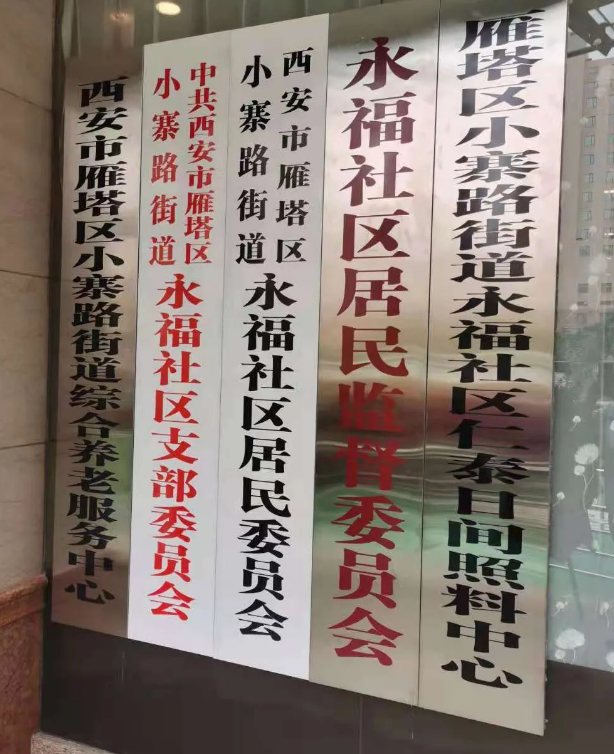 西安市雁塔区小寨路街道综合养老服务中心
中共西安市雁塔区
小寨路街道
永福社区支部委员会
西安市雁塔区
小寨路街道
永福社区居民委员会
永福社区居民监督委员会
雁塔区小寨路街道永福社区仁泰日间照料中心